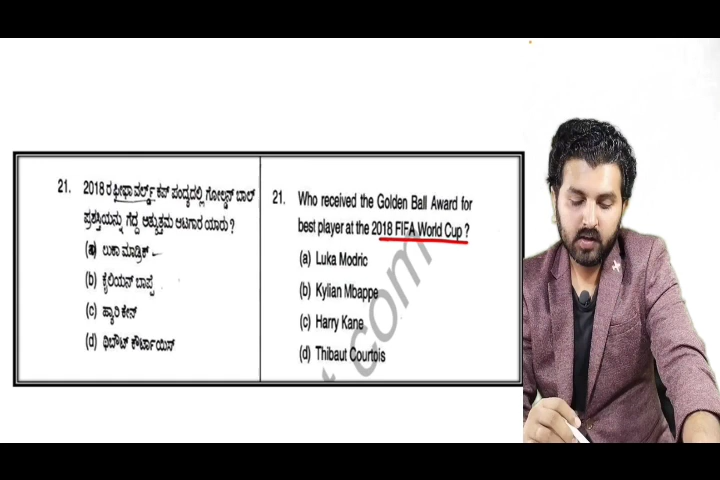 21. 2018 ರ ಫೀಫಾ ವರ್ಲ್ಡ್ ಕಪ್ ಪಂದ್ಯದಲ್ಲಿ ಗೋಲ್ಡನ್ ಬಾಲ್
ಪ್ರಶಸ್ತಿಯನ್ನು ಗೆದ್ದ ಅತ್ಯುತ್ತಮ ಆಟಗಾರ ಯಾರು ?
(a) ಲುಕಾ ಮಾಡ್ರಿಕ್
(b) ಕೈಲಿಯನ್ ಬಾಪ್ಪೆ
(c) ಹ್ಯಾರಿ ಕೇನ್
(d) ಥಿಬೌಟ್ ಕೌರ್ಟಾಯಿಸ್
21. Who received the Golden Ball Award for
best player at the 2018 FIFA World Cup ?
(a) Luka Modric
(b) Kylian Mbappe
(c) Harry Kane
(d) Thibaut Courtois